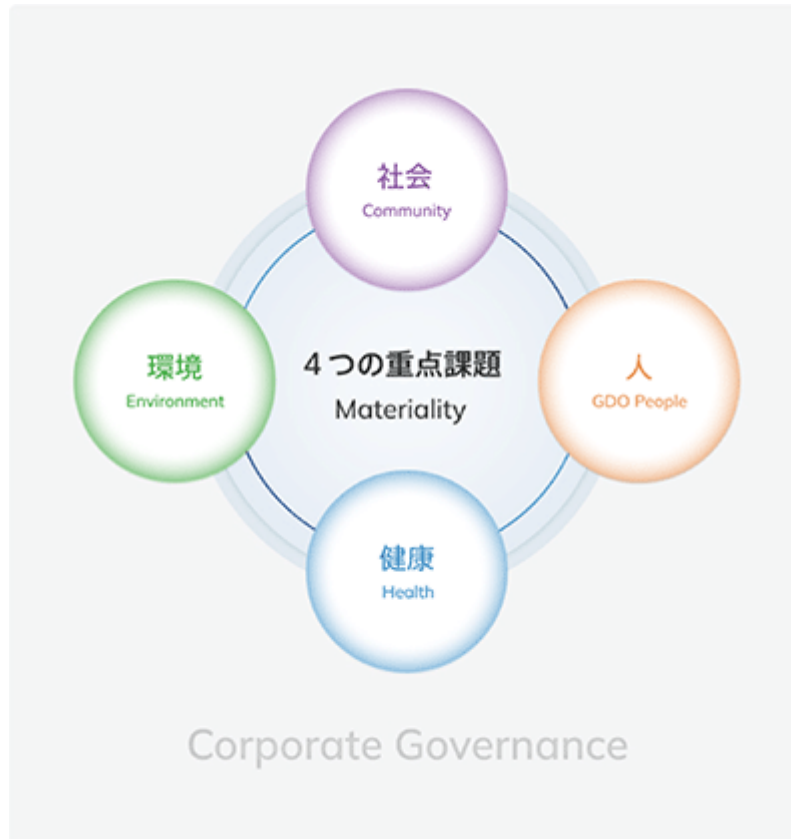 社会
Community
環境
Environment
４つの重点課題
Materiality
人
GDO People
健康
Health
Corporate Governance